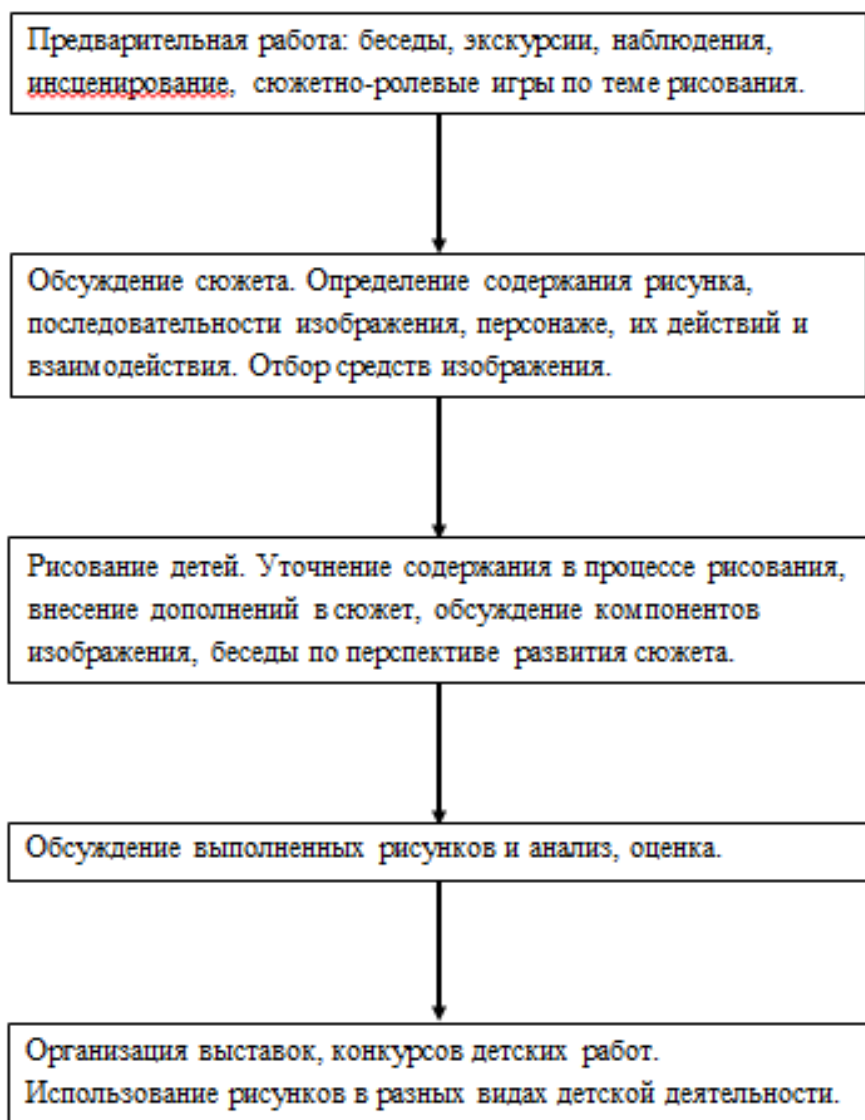 Предварительная работа: беседы, экскурсии, наблюдения,
инсценирование, сюжетно-ролевые игры по теме рисования.
Обсуждение сюжета. Определение содержания рисунка,
последовательности изображения, персонаже, их действий и
взаимодействия. Отбор средств изображения.
Рисование детей. Уточнение содержания в процессе рисования,
внесение дополнений в сюжет, обсуждение компонентов
изображения, беседы по перспективе развития сюжета.
Обсуждение выполненных рисунков и анализ, оценка.
Организация выставок, конкурсов детских работ.
Использование рисунков в разных видах детской деятельности.